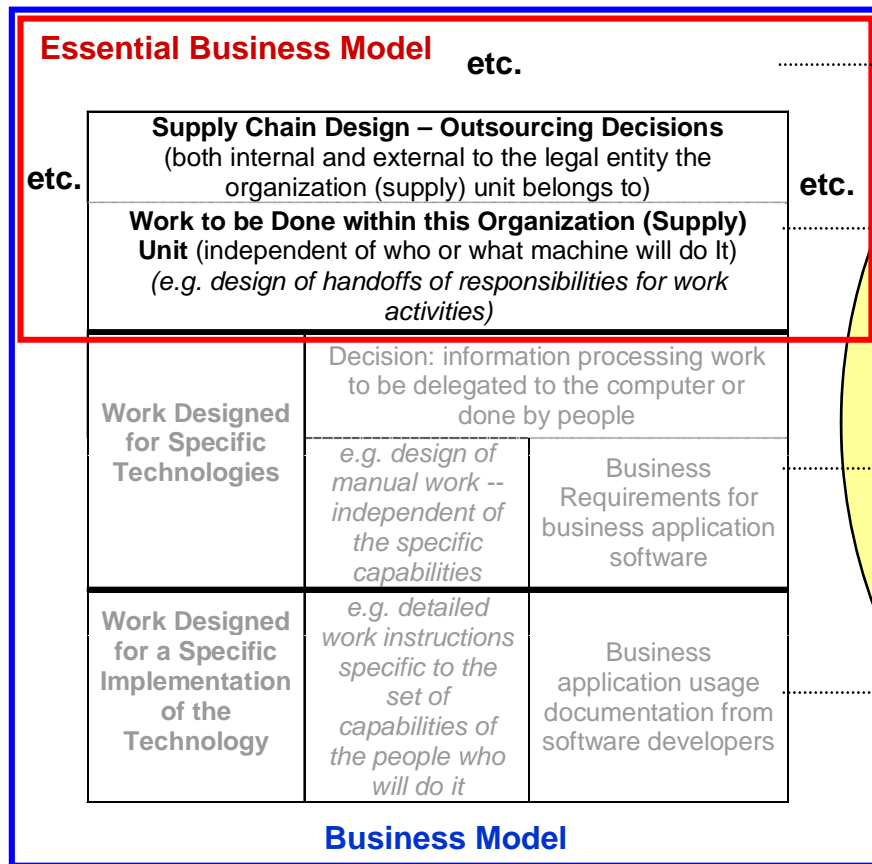 Essential Business Model
etc.
Supply Chain Design – Outsourcing Decisions
(both internal and external to the legal entity the
organization (supply) unit belongs to)
etc.
etc.
Work to be Done within this Organization (Supply)
Unit (independent of who or what machine will do It)
(e.g. design of handoffs of responsibilities for work
activities)
Work Designed
for Specific
Technologies
Decision: information processing work
to be delegated to the computer or
done by people
e.g. design of
manual work --
independent of
the specific
capabilities
Business
Requirements for
business application
software
Work Designed
for a Specific
Implementation
of the
Technology
e.g. detailed
work instructions
specific to the
set of
capabilities of
the people who
will do it
Business
application usage
documentation from
software developers
Business Model